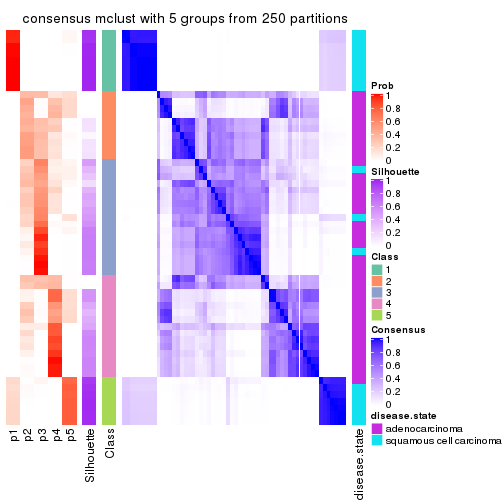 consensus mclust with 5 groups from 250 partitions
Prob
1
0.8
0.6
0.4
0.2
0
Silhouette
1
0.8
0.6
0.4
0.2
0
Class
1
2
3
4
5
Consensus
1
0.8
0.6
0.4
0.2
0
disease.state
adenocarcinoma
squamous cell carcinoma
p1
p2
p3
p4
p5
Silhouette
Class
disease.state